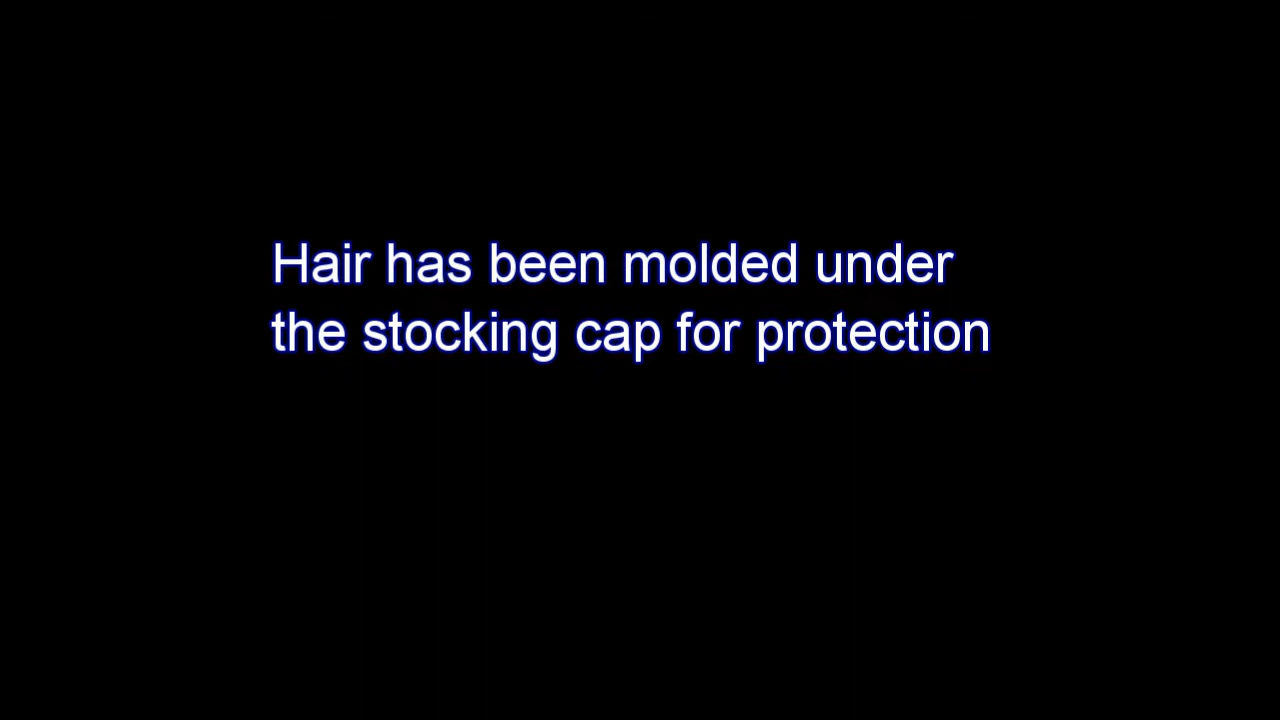 Hair has been molded under
the stocking cap for protection